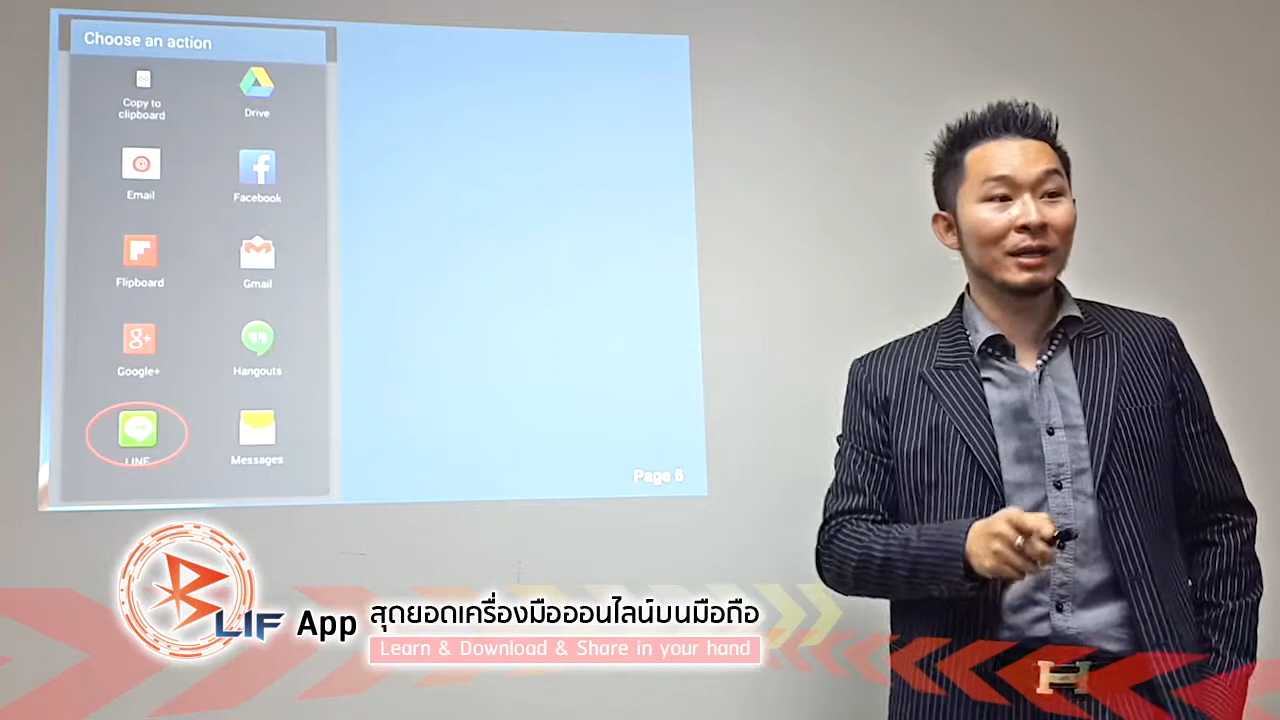 Choose an action
Copy to
clipboard
Drive
Email
Facebook
Flipboard
Gmail
Google+
Hangouts
LINE
Messages
Page 6
BLIF App
สุดยอดเครื่องมือออนไลน์บนมือถือ
Learn & Download & Share in your hand